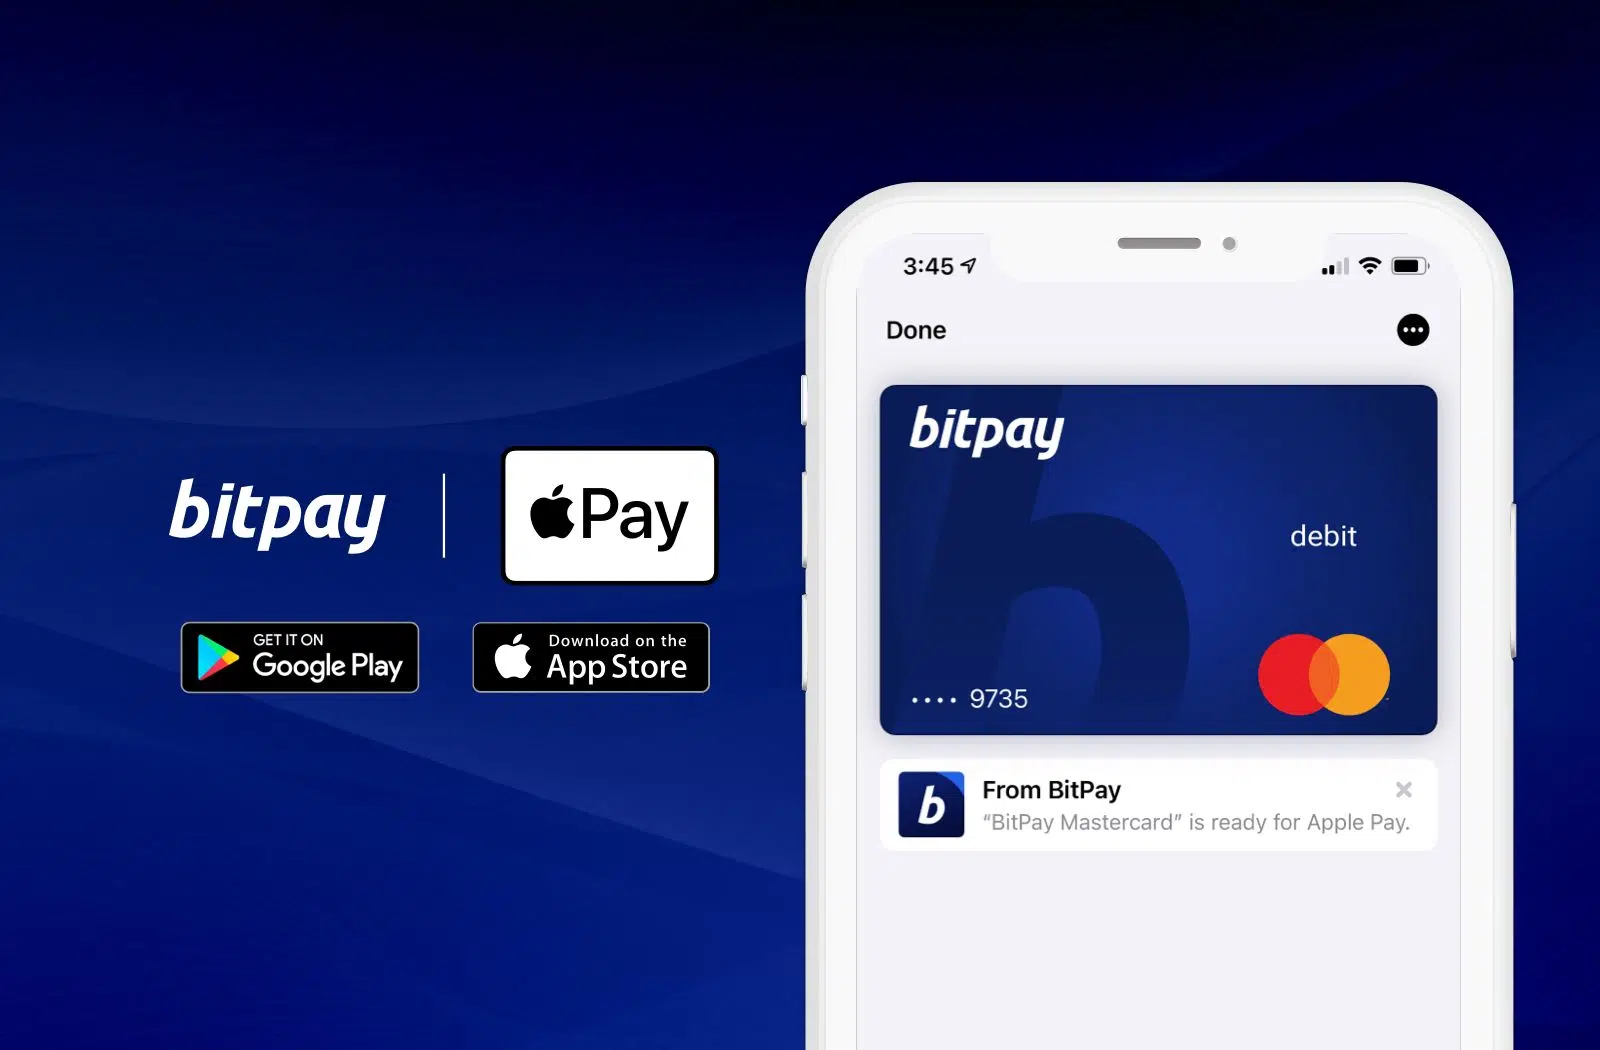 bitpay
Pay
GET IT ON
Google Play
Download on the
App Store
3:45
Done
bitpay
debit
•••• 9735
b
From BitPay
“BitPay Mastercard” is ready for Apple Pay.